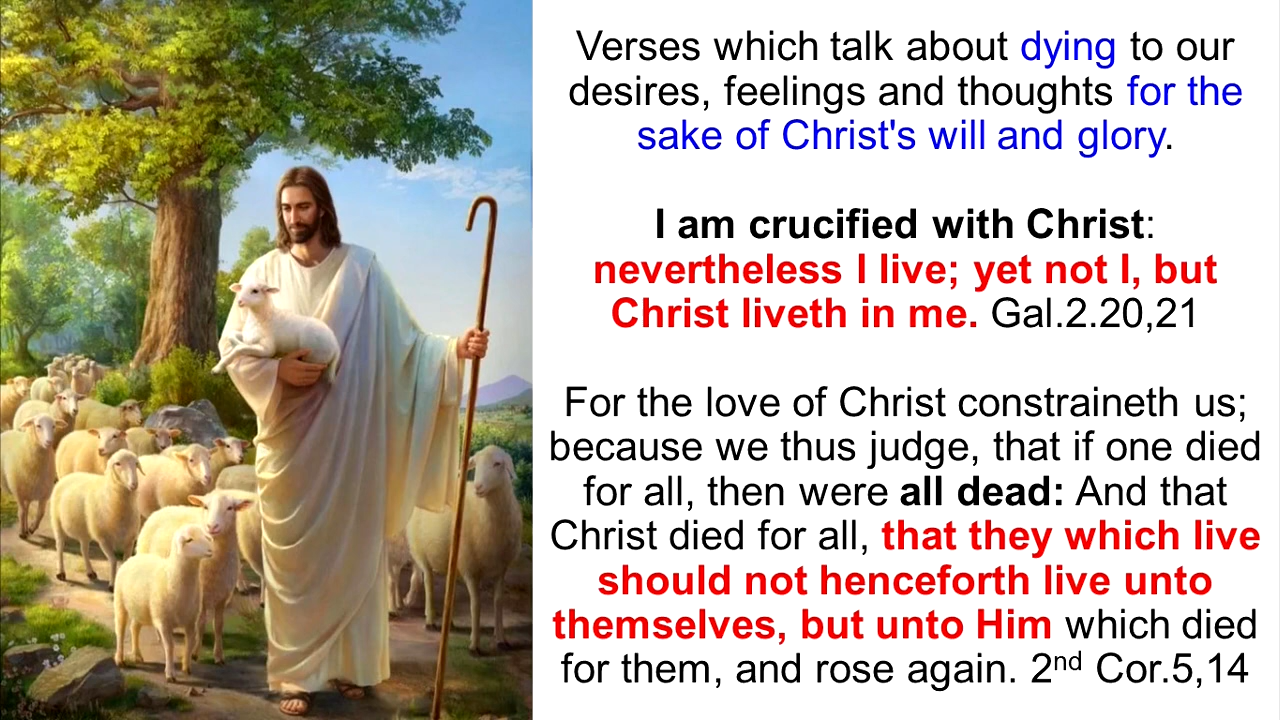 Verses which talk about dying to our
desires, feelings and thoughts for the
sake of Christ's will and glory.
I am crucified with Christ:
nevertheless I live; yet not I, but
Christ liveth in me. Gal.2.20,21
For the love of Christ constraineth us;
because we thus judge, that if one died
for all, then were all dead: And that
Christ died for all, that they which live
should not henceforth live unto
themselves, but unto Him which died
for them, and rose again. 2nd Cor.5,14